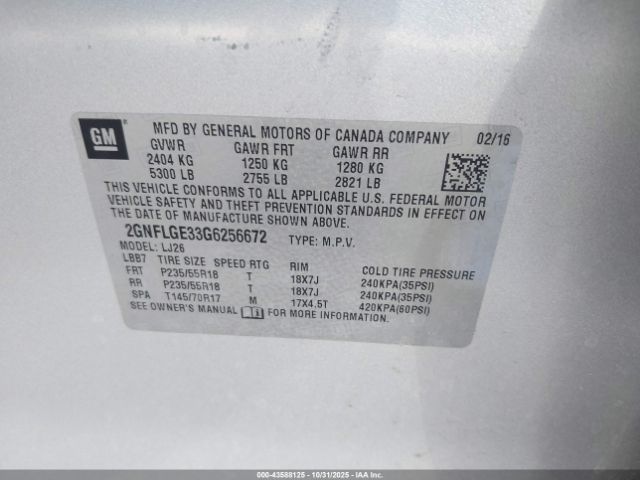 GM
MFD BY GENERAL MOTORS OF CANADA COMPANY 02/16
GVWR GAWR FRT GAWR RR
2404 KG 1250 KG 1280 KG
5300 LB 2755 LB 2821 LB
THIS VEHICLE CONFORMS TO ALL APPLICABLE U.S. FEDERAL MOTOR
VEHICLE SAFETY AND THEFT PREVENTION STANDARDS IN EFFECT ON
THE DATE OF MANUFACTURE SHOWN ABOVE.
2GNFLGE33G6256672 TYPE: M.P.V.
MODEL: LJ26
LBB7 TIRE SIZE SPEED RTG RIM COLD TIRE PRESSURE
FRT P235/55R18 T 18X7J 240KPA(35PSI)
RR P235/55R18 T 18X7J 240KPA(35PSI)
SPA T145/70R17 M 17X4.5T 420KPA(60PSI)
SEE OWNER'S MANUAL FOR MORE INFORMATION.
000-43588125 - 10/31/2025 - IAA, Inc.